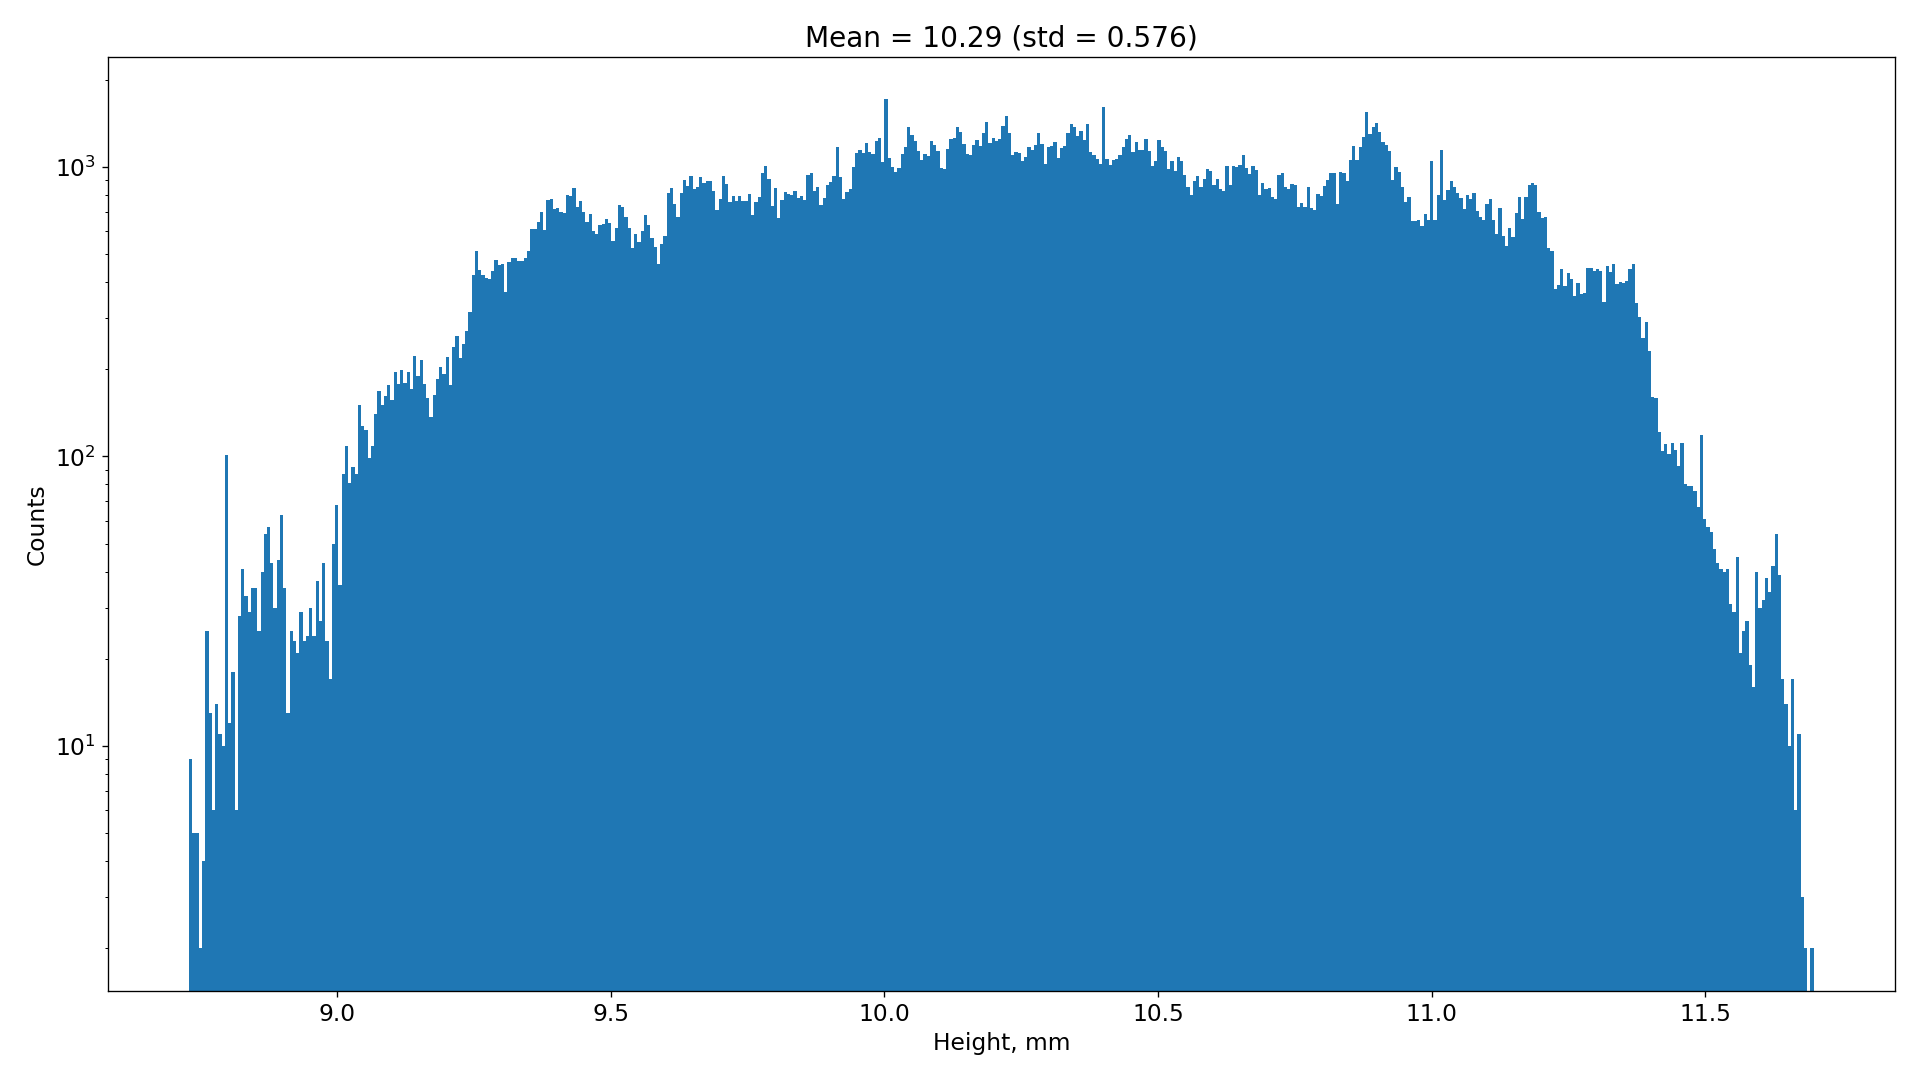 Mean = 10.29 (std = 0.576)
10³
10²
10¹
Counts
9.0 9.5 10.0 10.5 11.0 11.5
Height, mm